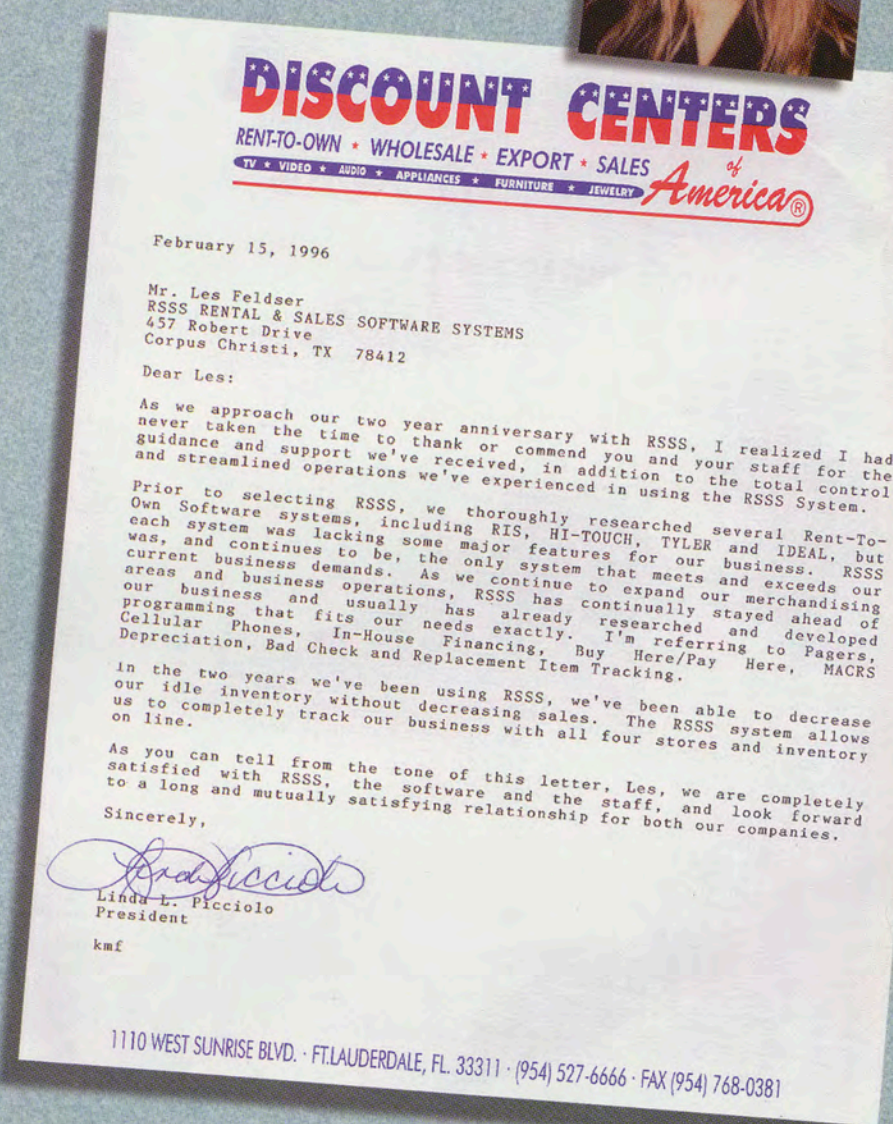 DISCOUNT CENTERS
of America®
RENT-TO-OWN ★ WHOLESALE ★ EXPORT ★ SALES
TV ★ VIDEO ★ AUDIO ★ APPLIANCES ★ FURNITURE ★ JEWELRY
February 15, 1996
Mr. Les Feldser
RSSS RENTAL & SALES SOFTWARE SYSTEMS
457 Robert Drive
Corpus Christi, TX 78412
Dear Les:
As we approach our two year anniversary with RSSS, I realized I had
never taken the time to thank or commend you and your staff for the
guidance and support we've received, in addition to the total control
and streamlined operations we've experienced in using the RSSS System.
Prior to selecting RSSS, we thoroughly researched several Rent-To-
Own Software systems, including RIS, HI-TOUCH, TYLER and IDEAL, but
each system was lacking some major features for our business. RSSS
was, and continues to be, the only system that meets and exceeds our
current business demands. As we continue to expand our merchandising
areas and business operations, RSSS has continually stayed ahead of
our business and usually has already researched and developed
programming that fits our needs exactly. I'm referring to Pagers,
Cellular Phones, In-House Financing, Buy Here/Pay Here, MACRS
Depreciation, Bad Check and Replacement Item Tracking.
In the two years we've been using RSSS, we've been able to decrease
our idle inventory without decreasing sales. The RSSS system allows
us to completely track our business with all four stores and inventory
on line.
As you can tell from the tone of this letter, Les, we are completely
satisfied with RSSS, the software and the staff, and look forward
to a long and mutually satisfying relationship for both our companies.
Sincerely,
Linda Picciolo
Linda L. Picciolo
President
kmf
1110 WEST SUNRISE BLVD. · FT.LAUDERDALE, FL. 33311 · (954) 527-6666 · FAX (954) 768-0381